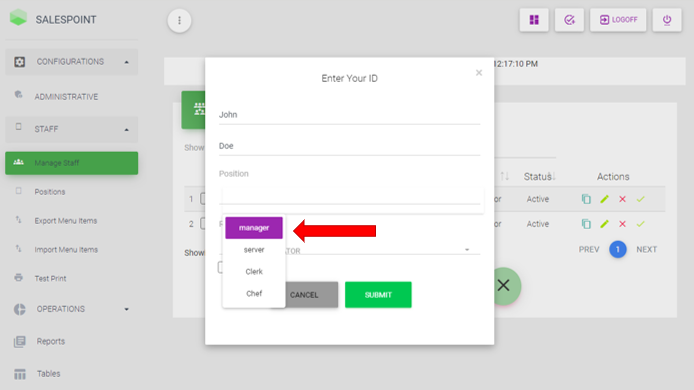 SALESPOINT
LOGOFF
CONFIGURATIONS
ADMINISTRATIVE
STAFF
Manage Staff
Positions
Export Menu Items
Import Menu Items
Test Print
OPERATIONS
Reports
Tables
12:17:10 PM
Enter Your ID
×
John
Doe
Position
manager
server
Clerk
Chef
ATOR
CANCEL
SUBMIT
Show
Status
Actions
1
or
Active
2
or
Active
Show
PREV
1
NEXT